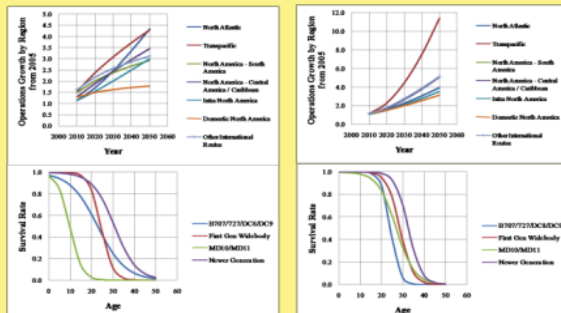 Operations Growth by Region
from 2005
5.0
4.5
4.0
3.5
3.0
2.5
2.0
1.5
1.0
0.5
0.0
2000 2010 2020 2030 2040 2050 2060
Year
North Atlantic
Transpacific
North America - South
America
North America - Central
America / Caribbean
Intra North America
Domestic North America
Other International
Routes
Operations Growth by Region
from 2005
12.0
10.0
8.0
6.0
4.0
2.0
0.0
2000 2010 2020 2030 2040 2050 2060
Year
North Atlantic
Transpacific
North America - South
America
North America - Central
America / Caribbean
Intra North America
Domestic North America
Other International
Routes
Survival Rate
1.0
0.8
0.6
0.4
0.2
0.0
0 10 20 30 40 50 60
Age
B707/727/DC8/DC9
First Gen Widebody
MD10/MD11
Newer Generation
Survival Rate
1.0
0.8
0.6
0.4
0.2
0.0
0 10 20 30 40 50 60
Age
B707/727/DC8/DC9
First Gen Widebody
MD10/MD11
Newer Generation